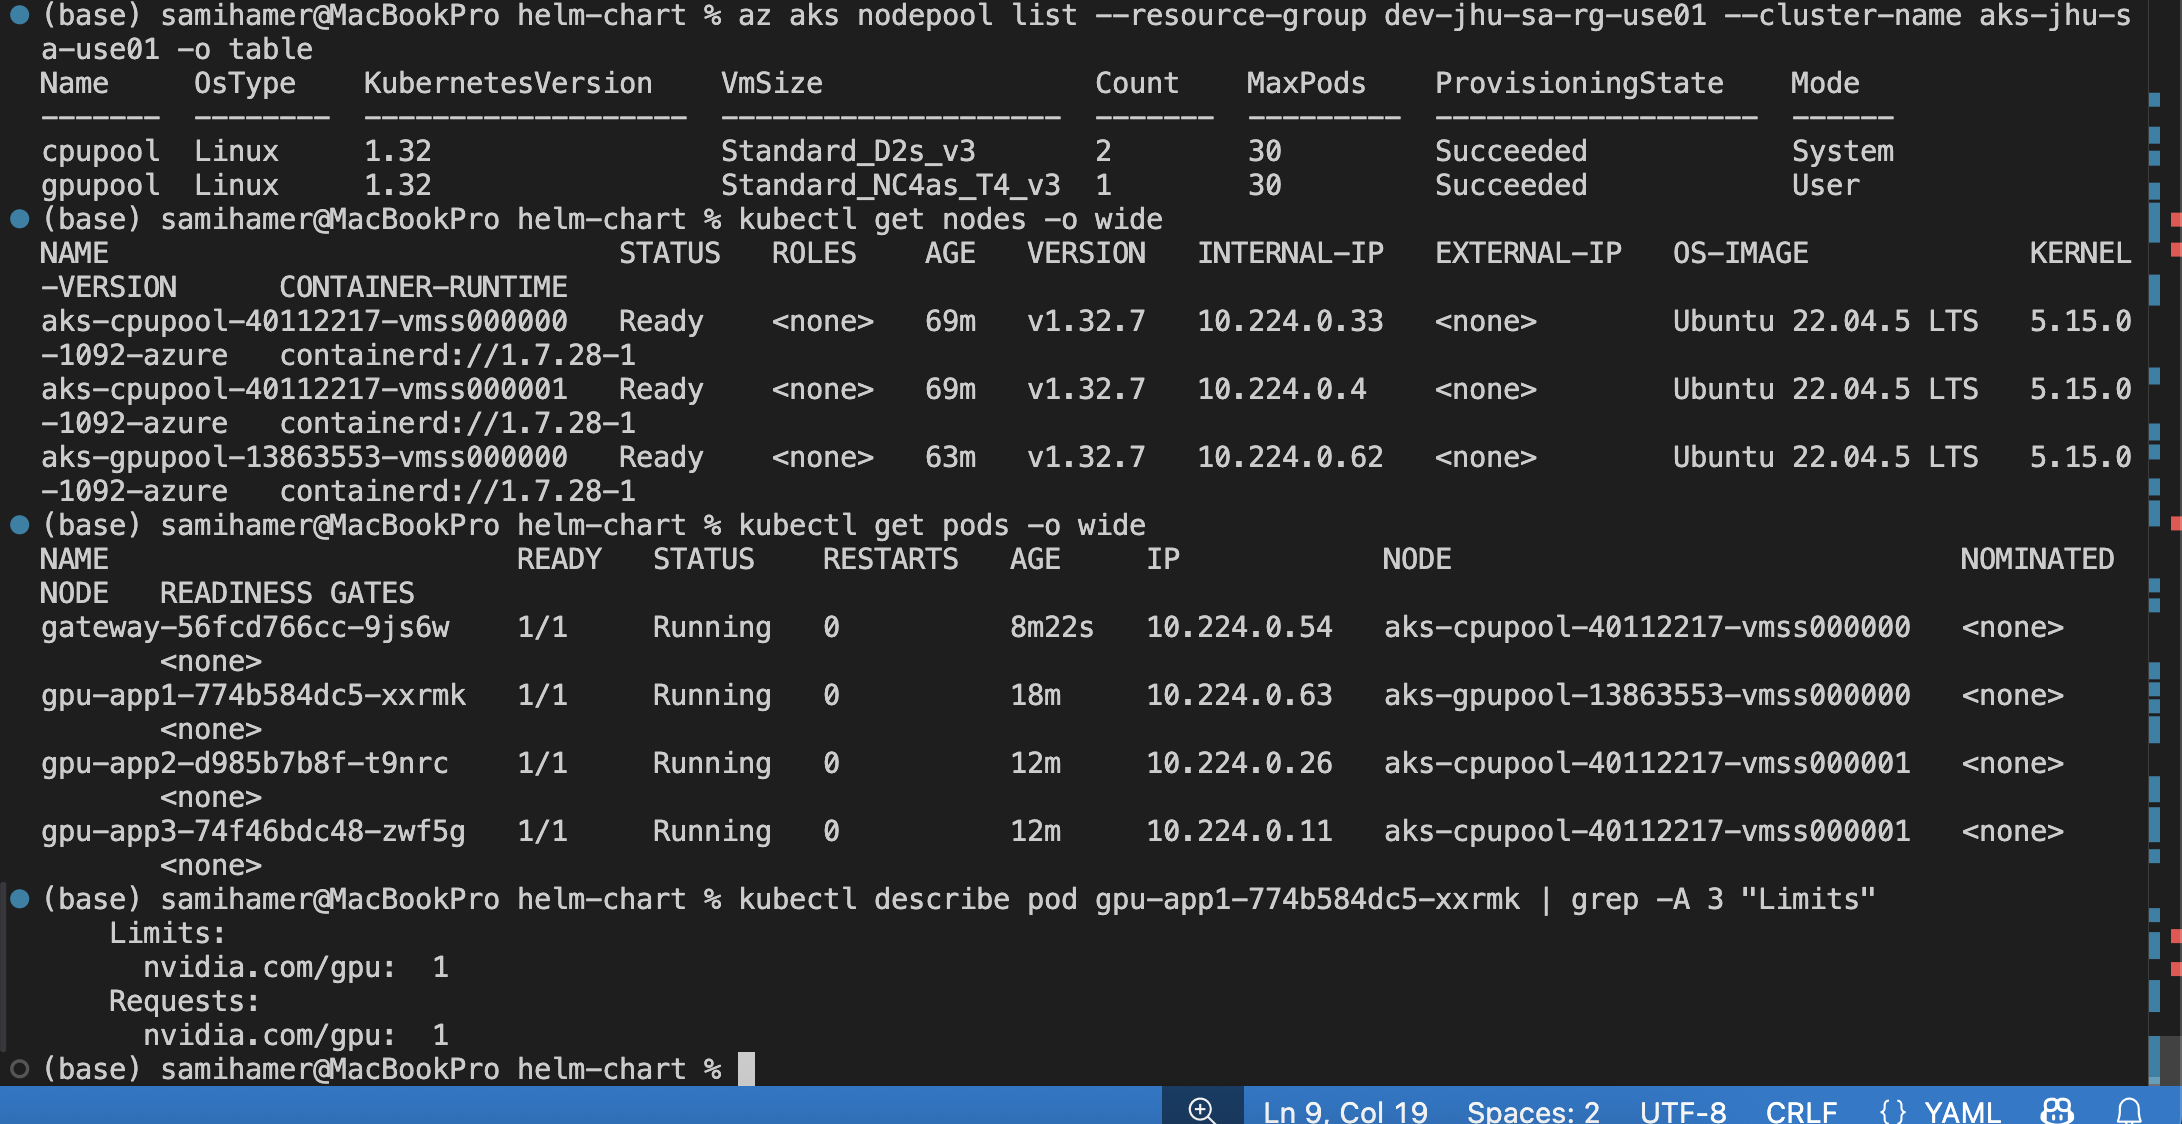 (base) samihamer@MacBookPro helm-chart % az aks nodepool list --resource-group dev-jhu-sa-rg-use01 --cluster-name aks-jhu-s
a-use01 -o table
Name     OsType    KubernetesVersion    VmSize                Count    MaxPods    ProvisioningState    Mode
-------  --------  -------------------  --------------------  -------  ---------  -------------------  ------
cpupool  Linux     1.32                 Standard_D2s_v3       2        30         Succeeded            System
gpupool  Linux     1.32                 Standard_NC4as_T4_v3  1        30         Succeeded            User
(base) samihamer@MacBookPro helm-chart % kubectl get nodes -o wide
NAME                              STATUS   ROLES    AGE   VERSION   INTERNAL-IP   EXTERNAL-IP   OS-IMAGE             KERNEL
-VERSION      CONTAINER-RUNTIME
aks-cpupool-40112217-vmss000000   Ready    <none>   69m   v1.32.7   10.224.0.33   <none>        Ubuntu 22.04.5 LTS   5.15.0
-1092-azure   containerd://1.7.28-1
aks-cpupool-40112217-vmss000001   Ready    <none>   69m   v1.32.7   10.224.0.4    <none>        Ubuntu 22.04.5 LTS   5.15.0
-1092-azure   containerd://1.7.28-1
aks-gpupool-13863553-vmss000000   Ready    <none>   63m   v1.32.7   10.224.0.62   <none>        Ubuntu 22.04.5 LTS   5.15.0
-1092-azure   containerd://1.7.28-1
(base) samihamer@MacBookPro helm-chart % kubectl get pods -o wide
NAME                        READY   STATUS    RESTARTS   AGE     IP            NODE                              NOMINATED
NODE   READINESS GATES
gateway-56fcd766cc-9js6w    1/1     Running   0          8m22s   10.224.0.54   aks-cpupool-40112217-vmss000000   <none>
       <none>
gpu-app1-774b584dc5-xxrmk   1/1     Running   0          18m     10.224.0.63   aks-gpupool-13863553-vmss000000   <none>
       <none>
gpu-app2-d985b7b8f-t9nrc    1/1     Running   0          12m     10.224.0.26   aks-cpupool-40112217-vmss000001   <none>
       <none>
gpu-app3-74f46bdc48-zwf5g   1/1     Running   0          12m     10.224.0.11   aks-cpupool-40112217-vmss000001   <none>
       <none>
(base) samihamer@MacBookPro helm-chart % kubectl describe pod gpu-app1-774b584dc5-xxrmk | grep -A 3 "Limits"
    Limits:
      nvidia.com/gpu:  1
    Requests:
      nvidia.com/gpu:  1
(base) samihamer@MacBookPro helm-chart %
Ln 9, Col 19   Spaces: 2   UTF-8   CRLF   {} YAML